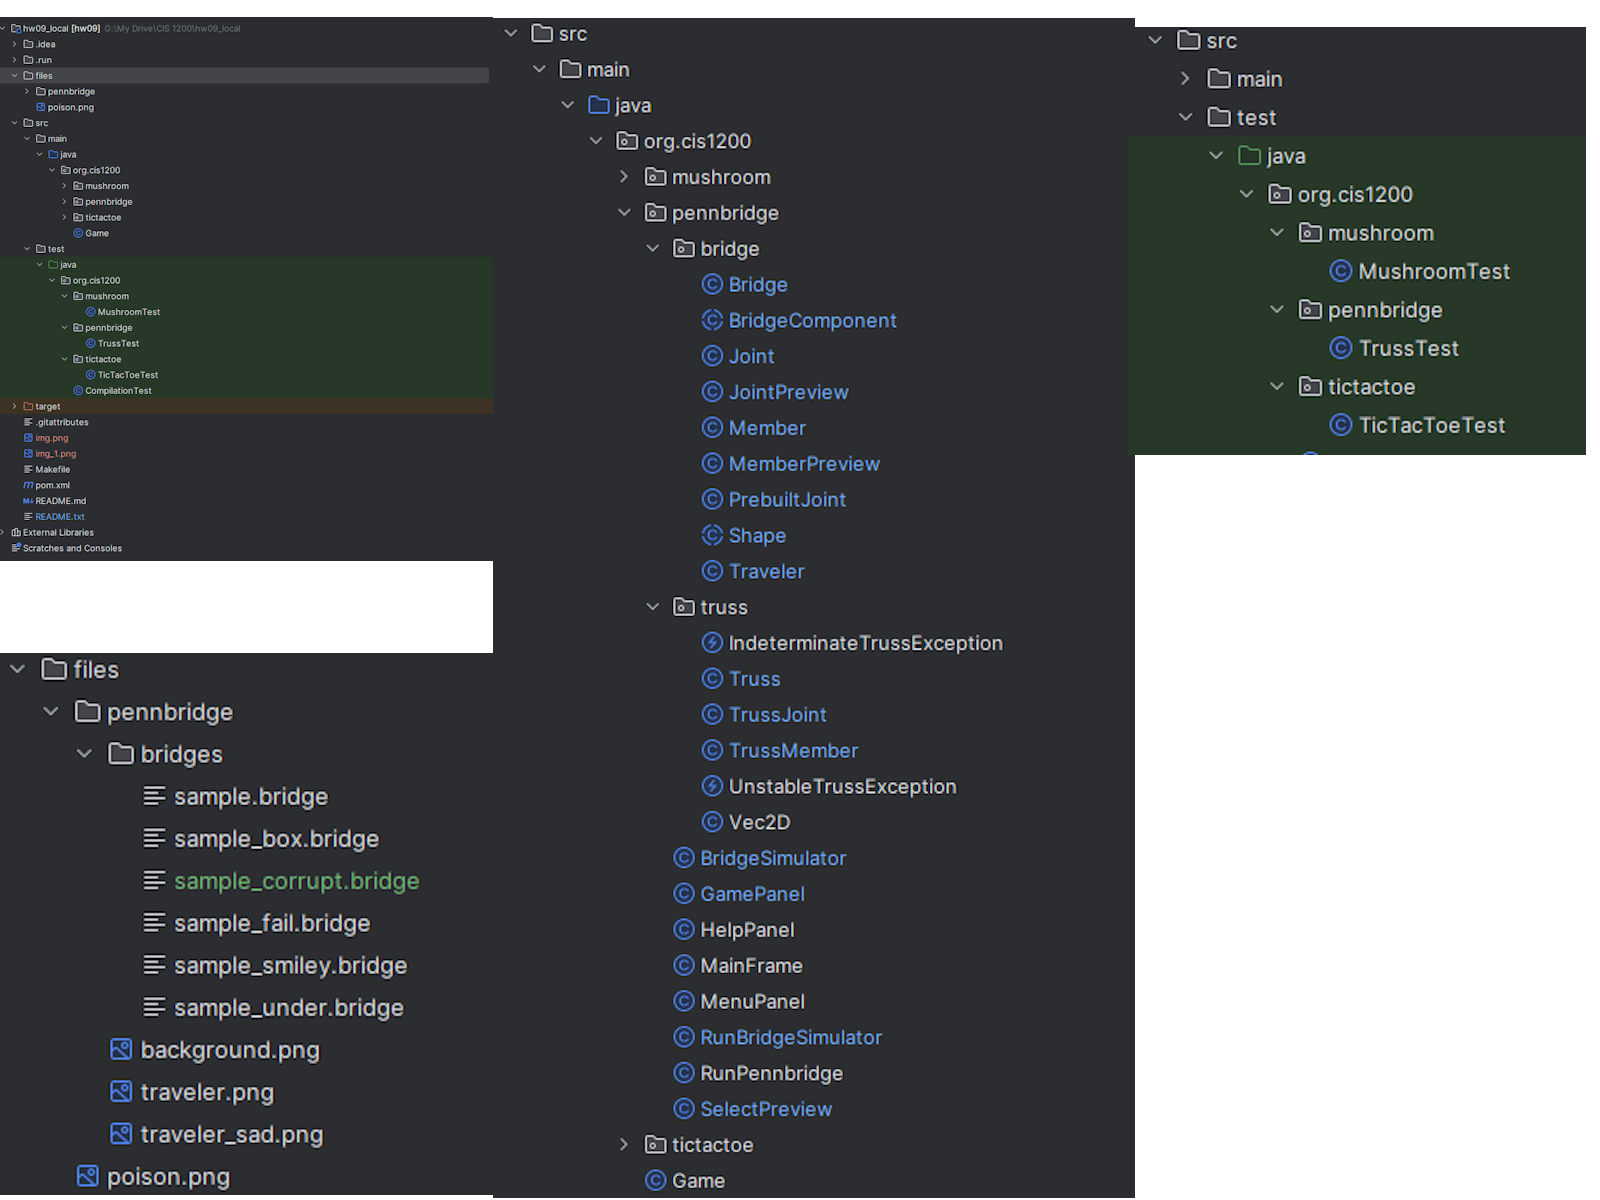 hw09_local [hw09] G:\My Drive\CIS 1200\hw09_local
.idea
.run
files
pennbridge
poison.png
src
main
java
org.cis1200
mushroom
pennbridge
tictactoe
Game
test
java
org.cis1200
mushroom
MushroomTest
pennbridge
TrussTest
tictactoe
TicTacToeTest
CompilationTest
target
.gitattributes
img.png
img_1.png
Makefile
pom.xml
README.md
README.txt
External Libraries
Scratches and Consoles
files
pennbridge
bridges
sample.bridge
sample_box.bridge
sample_corrupt.bridge
sample_fail.bridge
sample_smiley.bridge
sample_under.bridge
background.png
traveler.png
traveler_sad.png
poison.png
src
main
java
org.cis1200
mushroom
pennbridge
bridge
Bridge
BridgeComponent
Joint
JointPreview
Member
MemberPreview
PrebuiltJoint
Shape
Traveler
truss
IndeterminateTrussException
Truss
TrussJoint
TrussMember
UnstableTrussException
Vec2D
BridgeSimulator
GamePanel
HelpPanel
MainFrame
MenuPanel
RunBridgeSimulator
RunPennbridge
SelectPreview
tictactoe
Game
src
main
test
java
org.cis1200
mushroom
MushroomTest
pennbridge
TrussTest
tictactoe
TicTacToeTest